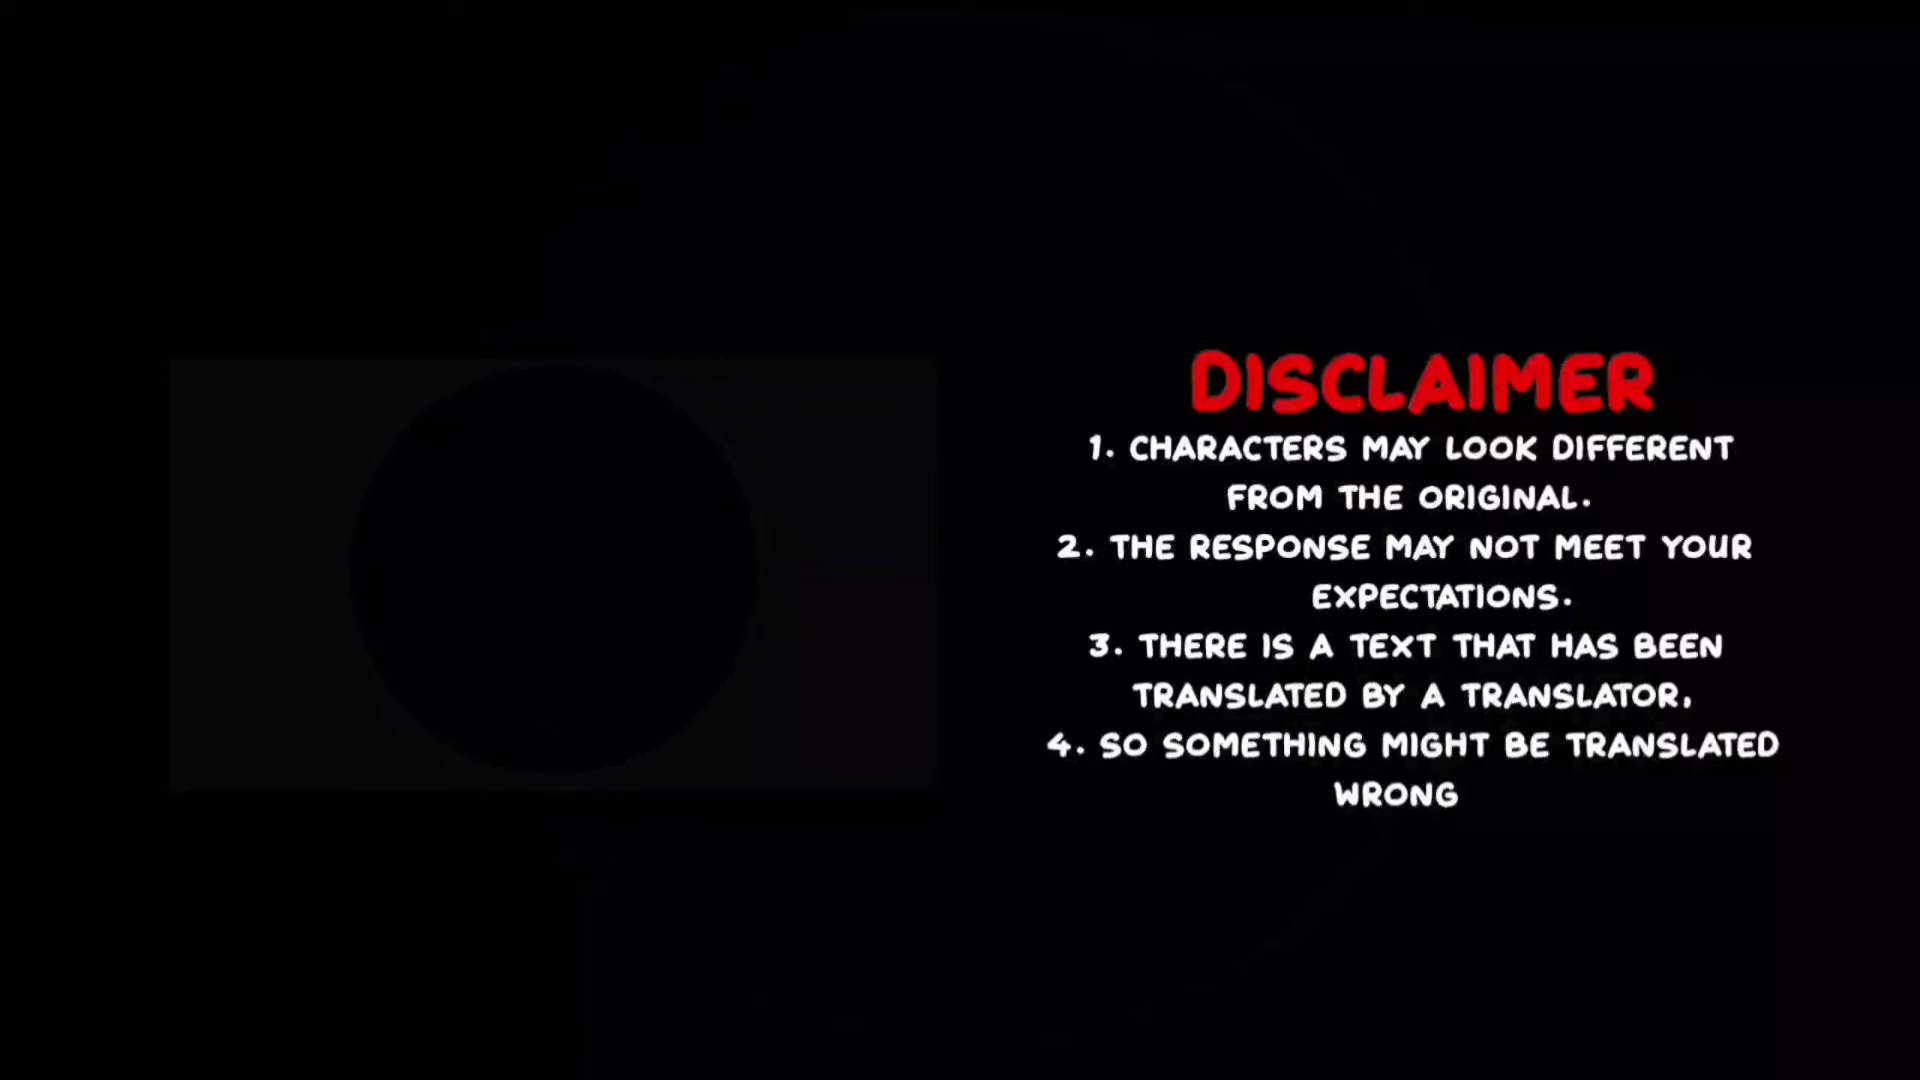 DISCLAIMER
1. CHARACTERS MAY LOOK DIFFERENT
FROM THE ORIGINAL.
2. THE RESPONSE MAY NOT MEET YOUR
EXPECTATIONS.
3. THERE IS A TEXT THAT HAS BEEN
TRANSLATED BY A TRANSLATOR,
4. SO SOMETHING MIGHT BE TRANSLATED
WRONG